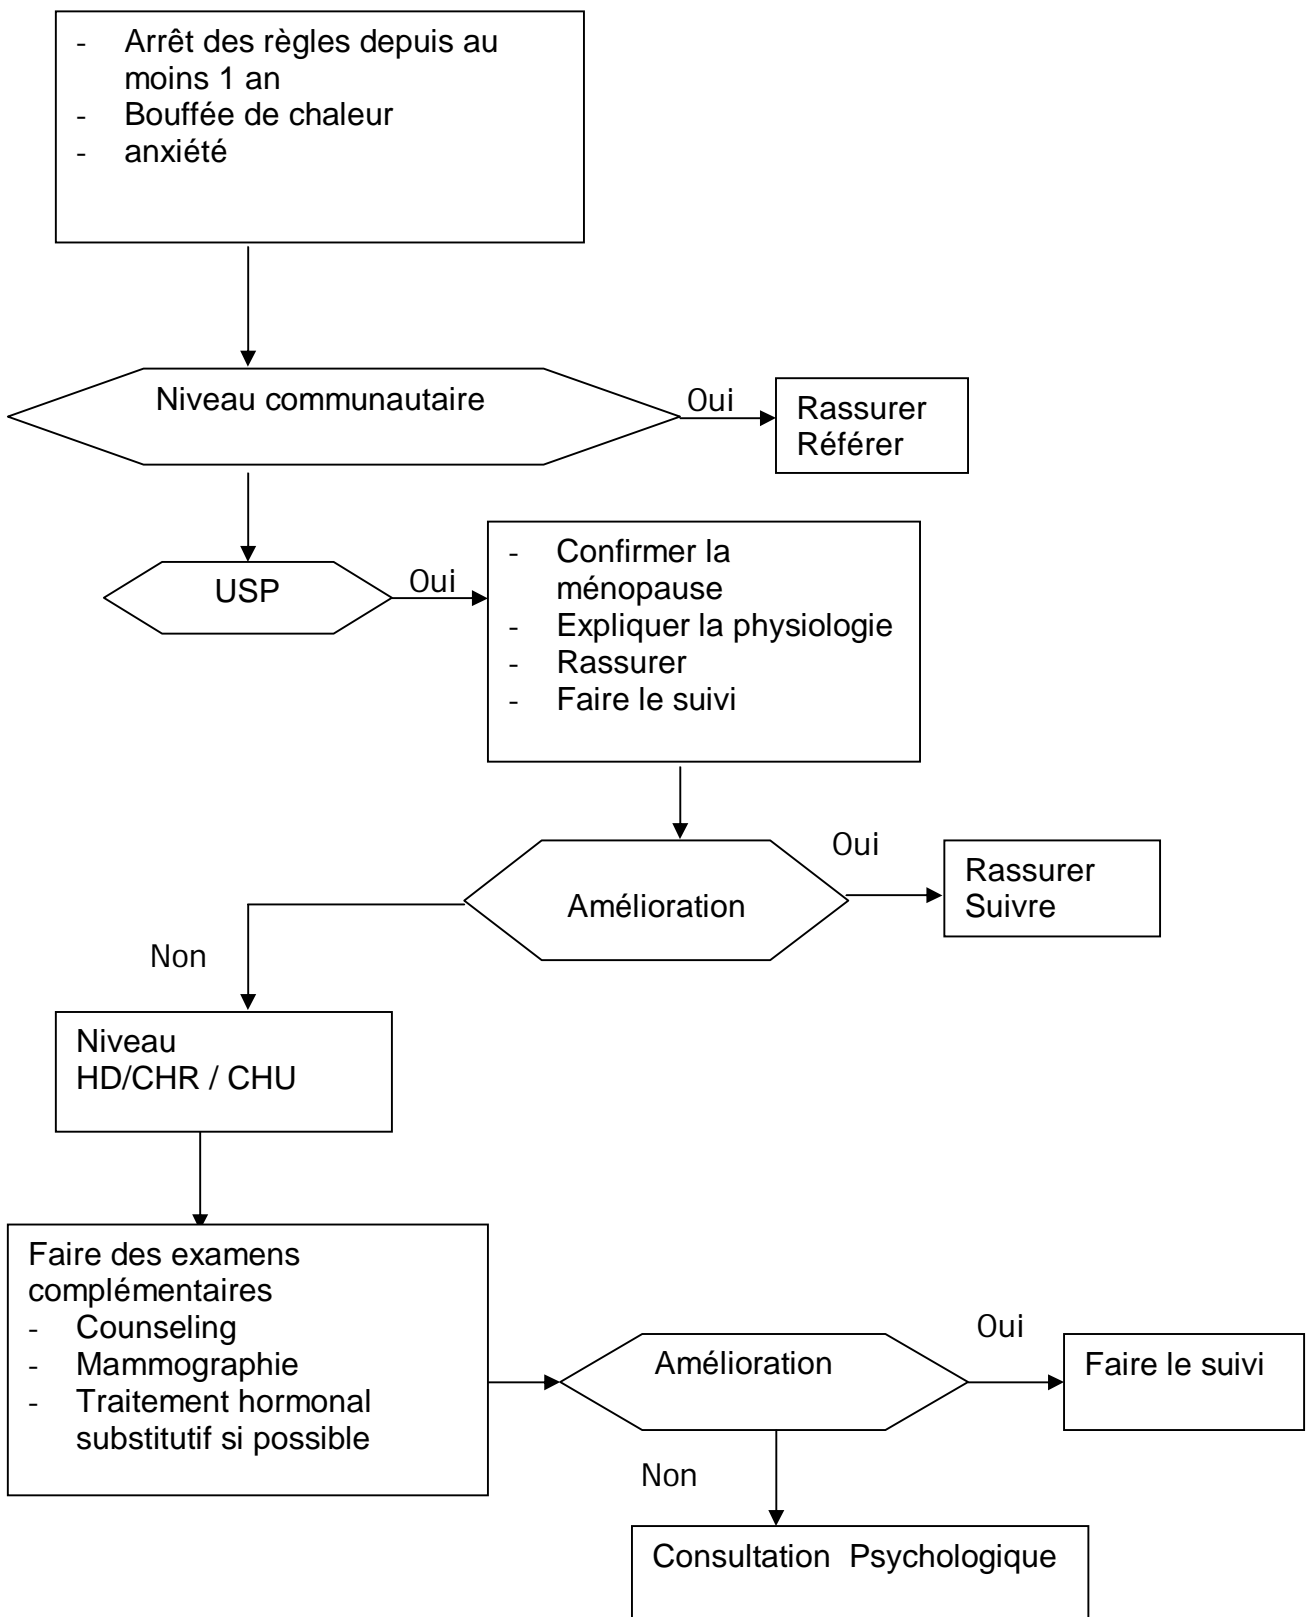 - Arrêt des règles depuis au
moins 1 an
- Bouffée de chaleur
- anxiété
Niveau communautaire
Oui
Rassurer
Référer
USP
Oui
- Confirmer la
ménopause
- Expliquer la physiologie
- Rassurer
- Faire le suivi
Amélioration
Oui
Rassurer
Suivre
Non
Niveau
HD/CHR / CHU
Faire des examens
complémentaires
- Counseling
- Mammographie
- Traitement hormonal
substitutif si possible
Amélioration
Oui
Faire le suivi
Non
Consultation Psychologique